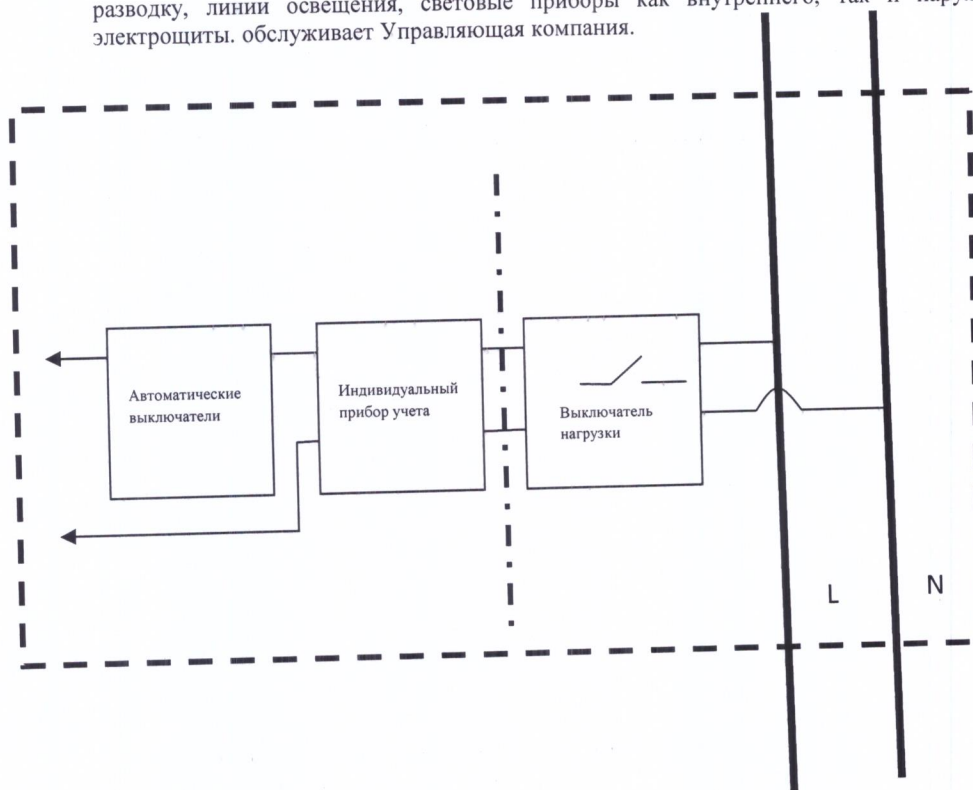 разводку, линии освещения, световые приборы как внутреннего, так и
электрощиты. обслуживает Управляющая компания.
Автоматические
выключатели
Индивидуальный
прибор учета
Выключатель
нагрузки
L
N